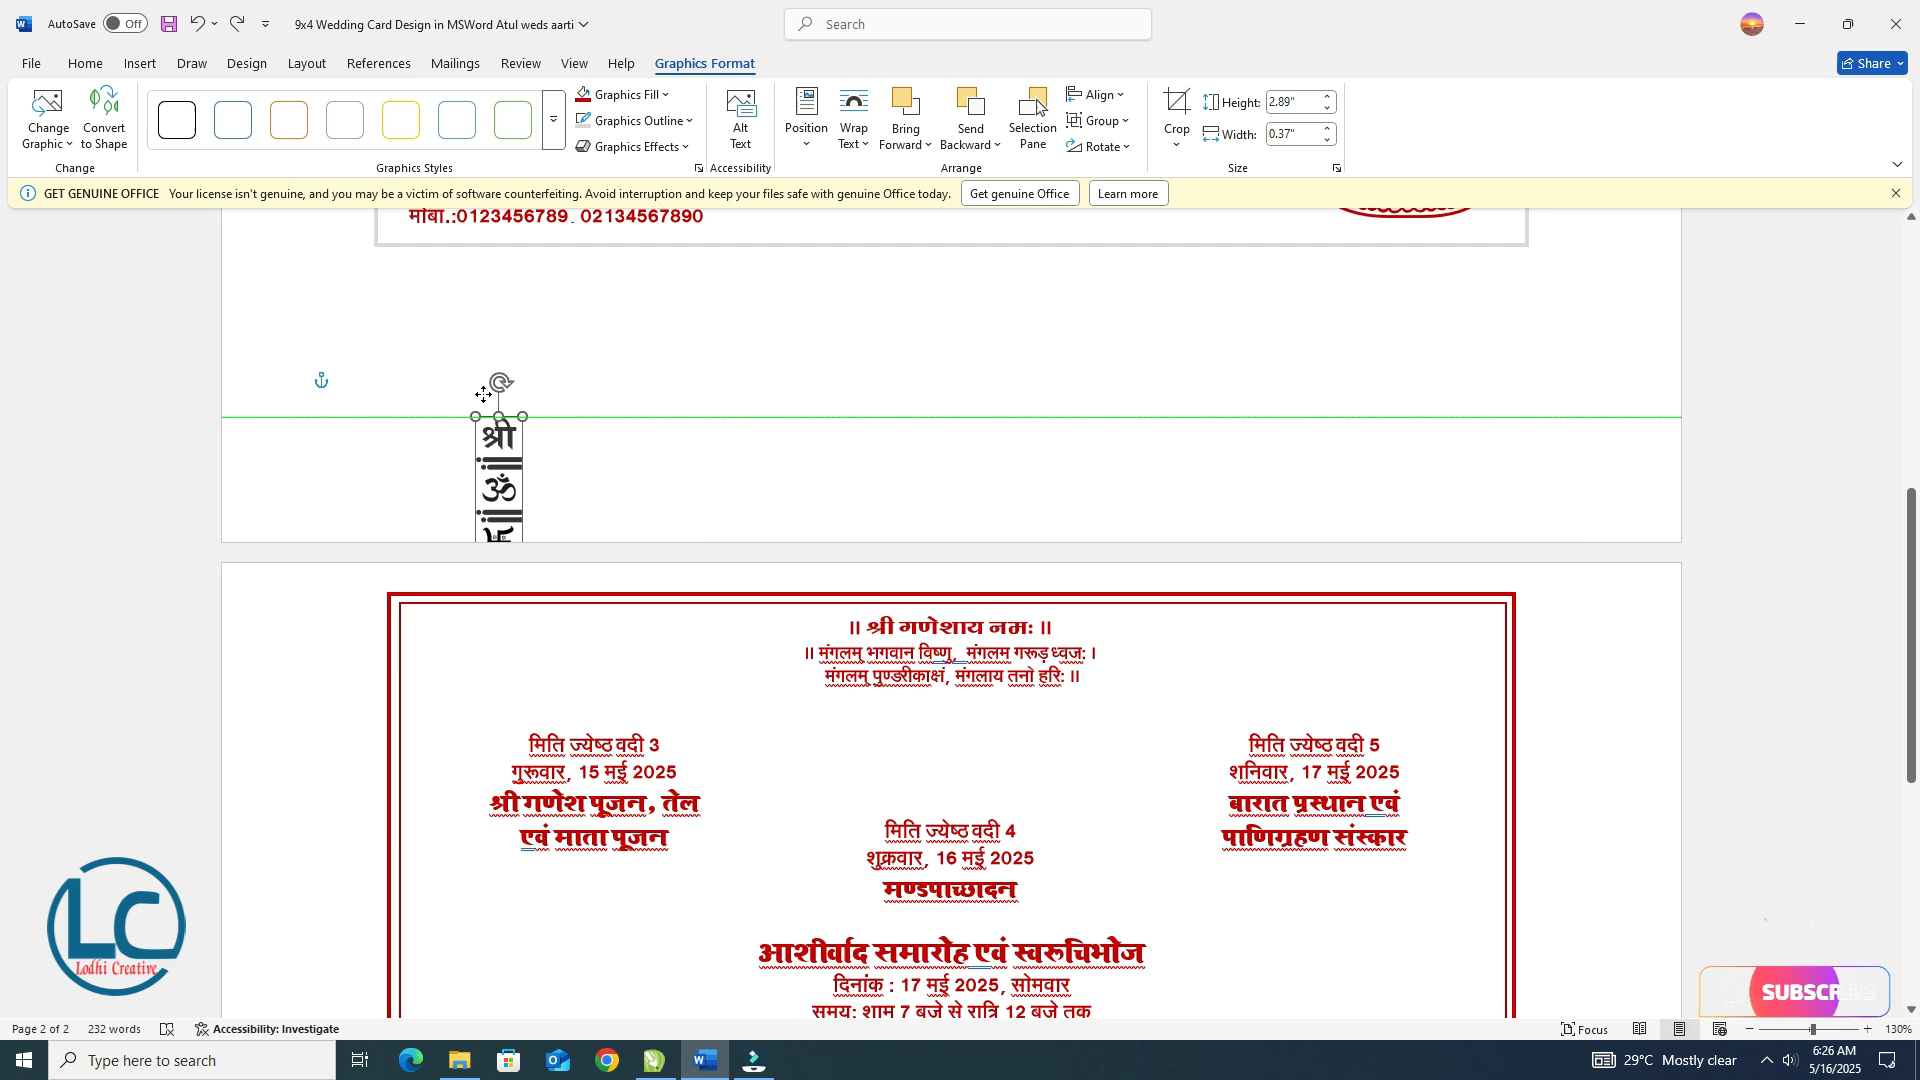 AutoSave Off 9x4 Wedding Card Design in MSWord Atul weds aarti Search
File Home Insert Draw Design Layout References Mailings Review View Help Graphics Format Share
Change Graphic Convert to Shape Graphics Fill Graphics Outline Graphics Effects Alt Text Position Wrap Text Bring Forward Send Backward Selection Pane Align Group Rotate Crop Height: 2.89" Width: 0.37"
Change Graphics Styles Accessibility Arrange Size
GET GENUINE OFFICE Your license isn't genuine, and you may be a victim of software counterfeiting. Avoid interruption and keep your files safe with genuine Office today. Get genuine Office Learn more
मोबा.:0123456789, 02134567890
श्री
॥
ॐ
॥
॥ श्री गणेशाय नमः ॥
॥ मंगलम् भगवान विष्णु, मंगलम गरूड़ ध्वजः।
मंगलम् पुण्डरीकाक्षं, मंगलाय तनो हरिः॥
मिति ज्येष्ठ वदी 3
गुरूवार, 15 मई 2025
श्री गणेश पूजन, तेल
एवं माता पूजन
मिति ज्येष्ठ वदी 4
शुक्रवार, 16 मई 2025
मण्डपाच्छादन
मिति ज्येष्ठ वदी 5
शनिवार, 17 मई 2025
बारात प्रस्थान एवं
पाणिग्रहण संस्कार
आशीर्वाद समारोह एवं स्वरूचिभोज
दिनांक : 17 मई 2025, सोमवार
समय: शाम 7 बजे से रात्रि 12 बजे तक
LC
Lodhi Creative
SUBSCR
Page 2 of 2 232 words Accessibility: Investigate Focus 130%
Type here to search 29°C Mostly clear 6:26 AM
5/16/2025